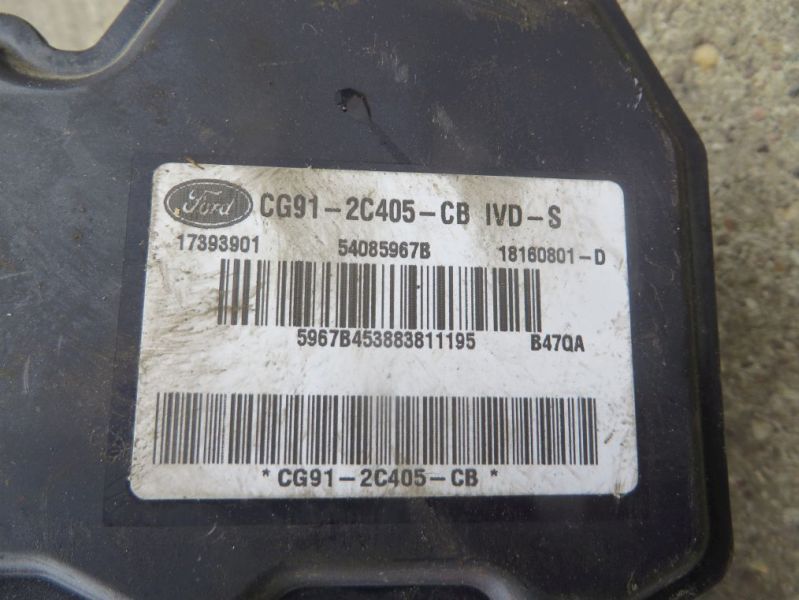 Ford CG91-2C405-CB IVD-S
17393901 54085967B 18160801-D
5967B453883811195 B47QA
* CG91-2C405-CB *